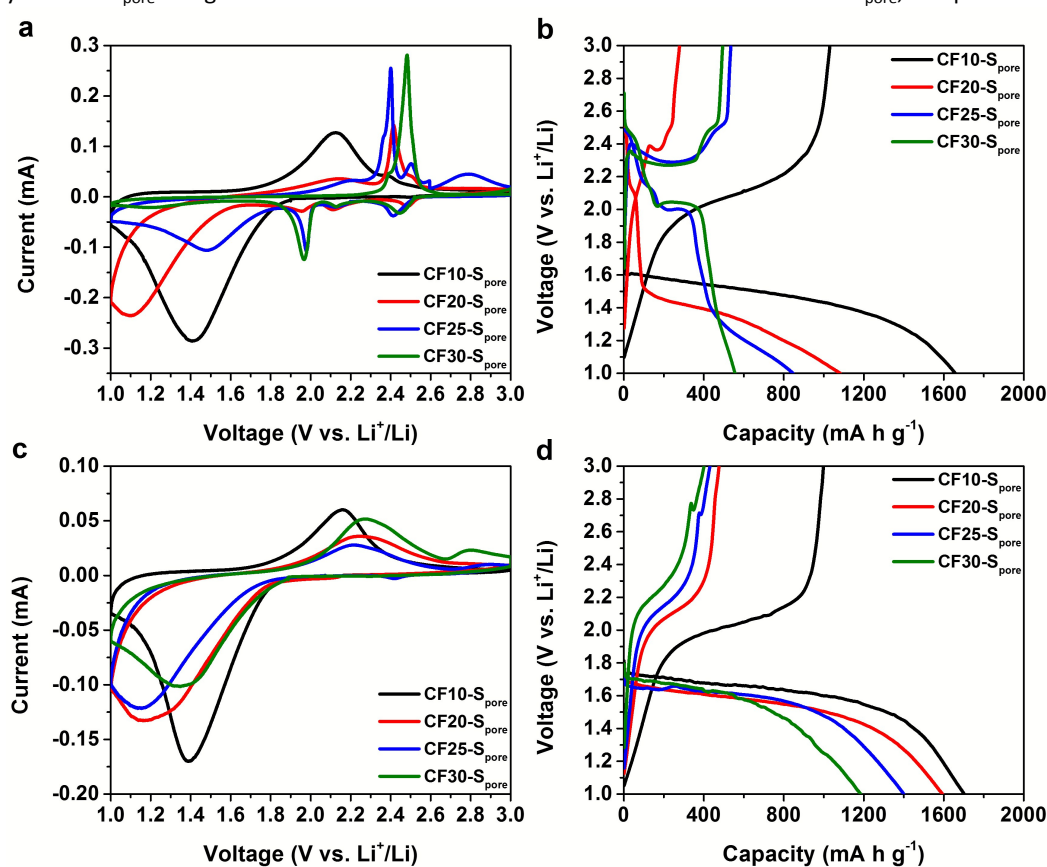 a
0.3
0.2
0.1
0.0
-0.1
-0.2
-0.3
Current (mA)
CF10-Spore
CF20-Spore
CF25-Spore
CF30-Spore
1.0 1.2 1.4 1.6 1.8 2.0 2.2 2.4 2.6 2.8 3.0
Voltage (V vs. Li+/Li)
b
3.0
2.8
2.6
2.4
2.2
2.0
1.8
1.6
1.4
1.2
1.0
Voltage (V vs. Li+/Li)
CF10-Spore
CF20-Spore
CF25-Spore
CF30-Spore
0 400 800 1200 1600 2000
Capacity (mA h g-1)
c
0.10
0.05
0.00
-0.05
-0.10
-0.15
-0.20
Current (mA)
CF10-Spore
CF20-Spore
CF25-Spore
CF30-Spore
1.0 1.2 1.4 1.6 1.8 2.0 2.2 2.4 2.6 2.8 3.0
Voltage (V vs. Li+/Li)
d
3.0
2.8
2.6
2.4
2.2
2.0
1.8
1.6
1.4
1.2
1.0
Voltage (V vs. Li+/Li)
CF10-Spore
CF20-Spore
CF25-Spore
CF30-Spore
0 400 800 1200 1600 2000
Capacity (mA h g-1)